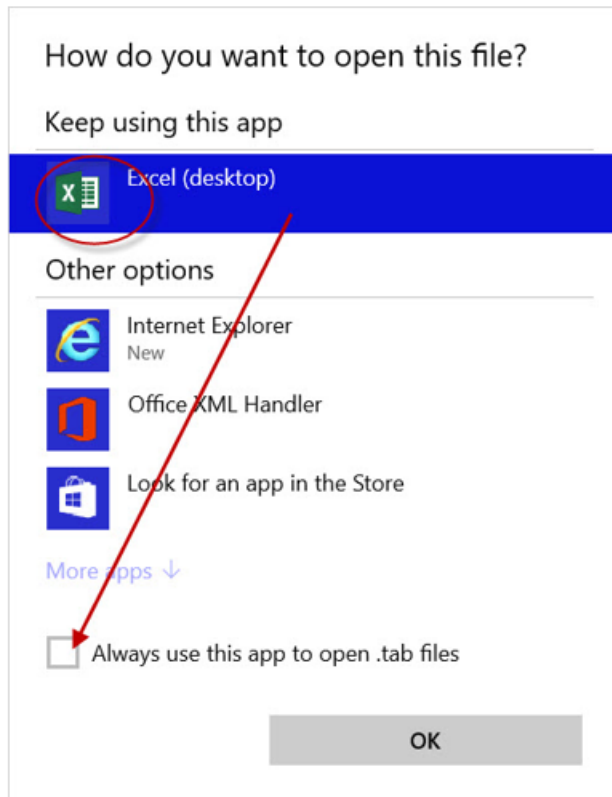 How do you want to open this file?
Keep using this app
Excel (desktop)
Other options
Internet Explorer
New
Office XML Handler
Look for an app in the Store
More apps ↓
Always use this app to open .tab files
OK